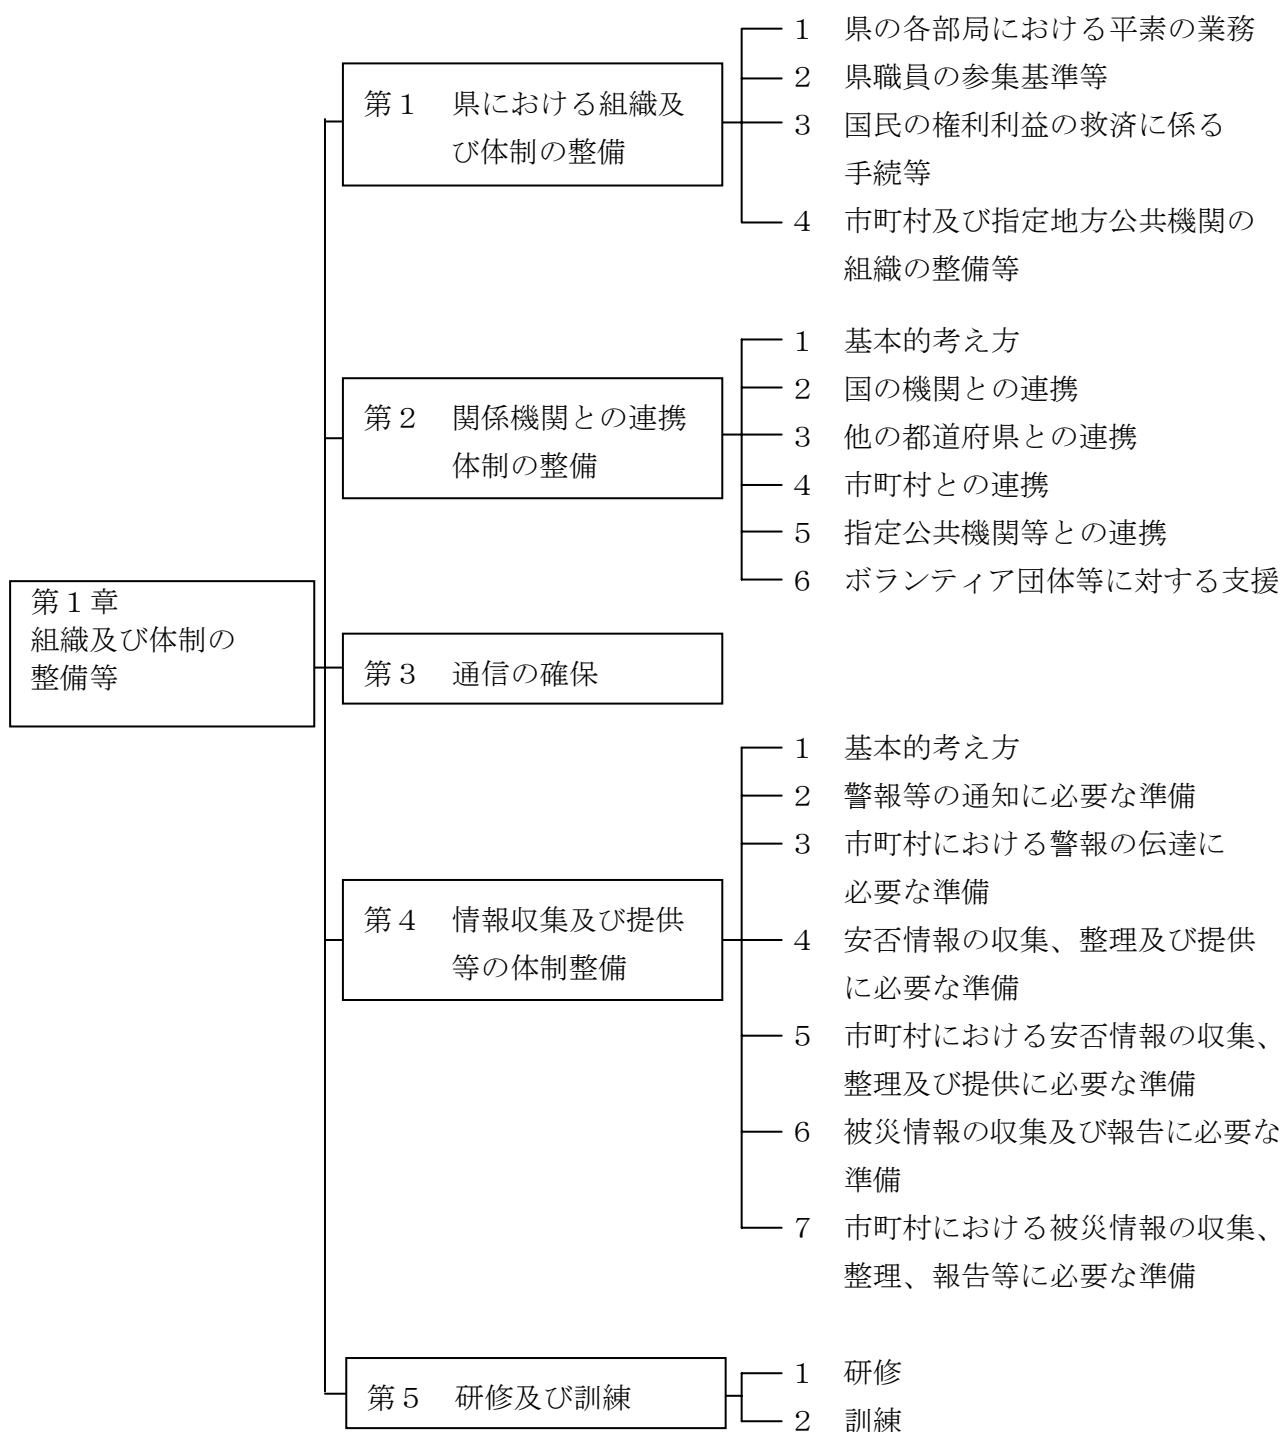 第１章
組織及び体制の
整備等
第１　県における組織及
び体制の整備
１　県の各部局における平素の業務
２　県職員の参集基準等
３　国民の権利利益の救済に係る
手続等
４　市町村及び指定地方公共機関の
組織の整備等
第２　関係機関との連携
体制の整備
１　基本的考え方
２　国の機関との連携
３　他の都道府県との連携
４　市町村との連携
５　指定公共機関等との連携
６　ボランティア団体等に対する支援
第３　通信の確保
第４　情報収集及び提供
等の体制整備
１　基本的考え方
２　警報等の通知に必要な準備
３　市町村における警報の伝達に
必要な準備
４　安否情報の収集、整理及び提供
に必要な準備
５　市町村における安否情報の収集、
整理及び提供に必要な準備
６　被災情報の収集及び報告に必要な
準備
７　市町村における被災情報の収集、
整理、報告等に必要な準備
第５　研修及び訓練
１　研修
２　訓練